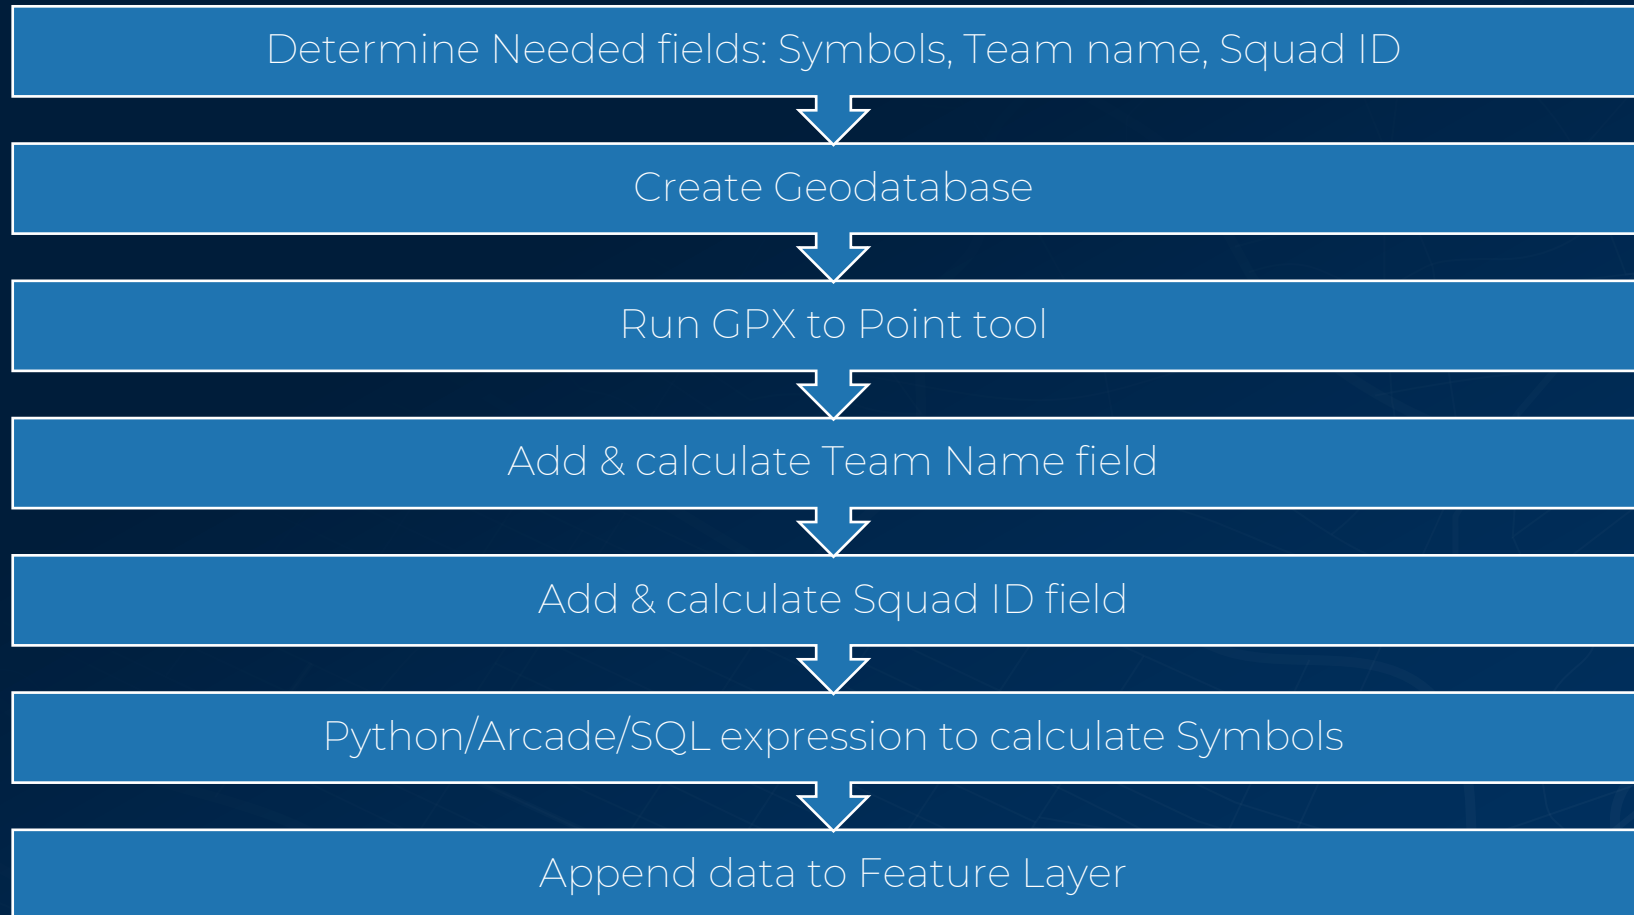 Determine Needed fields: Symbols, Team name, Squad ID
Create Geodatabase
Run GPX to Point tool
Add & calculate Team Name field
Add & calculate Squad ID field
Python/Arcade/SQL expression to calculate Symbols
Append data to Feature Layer